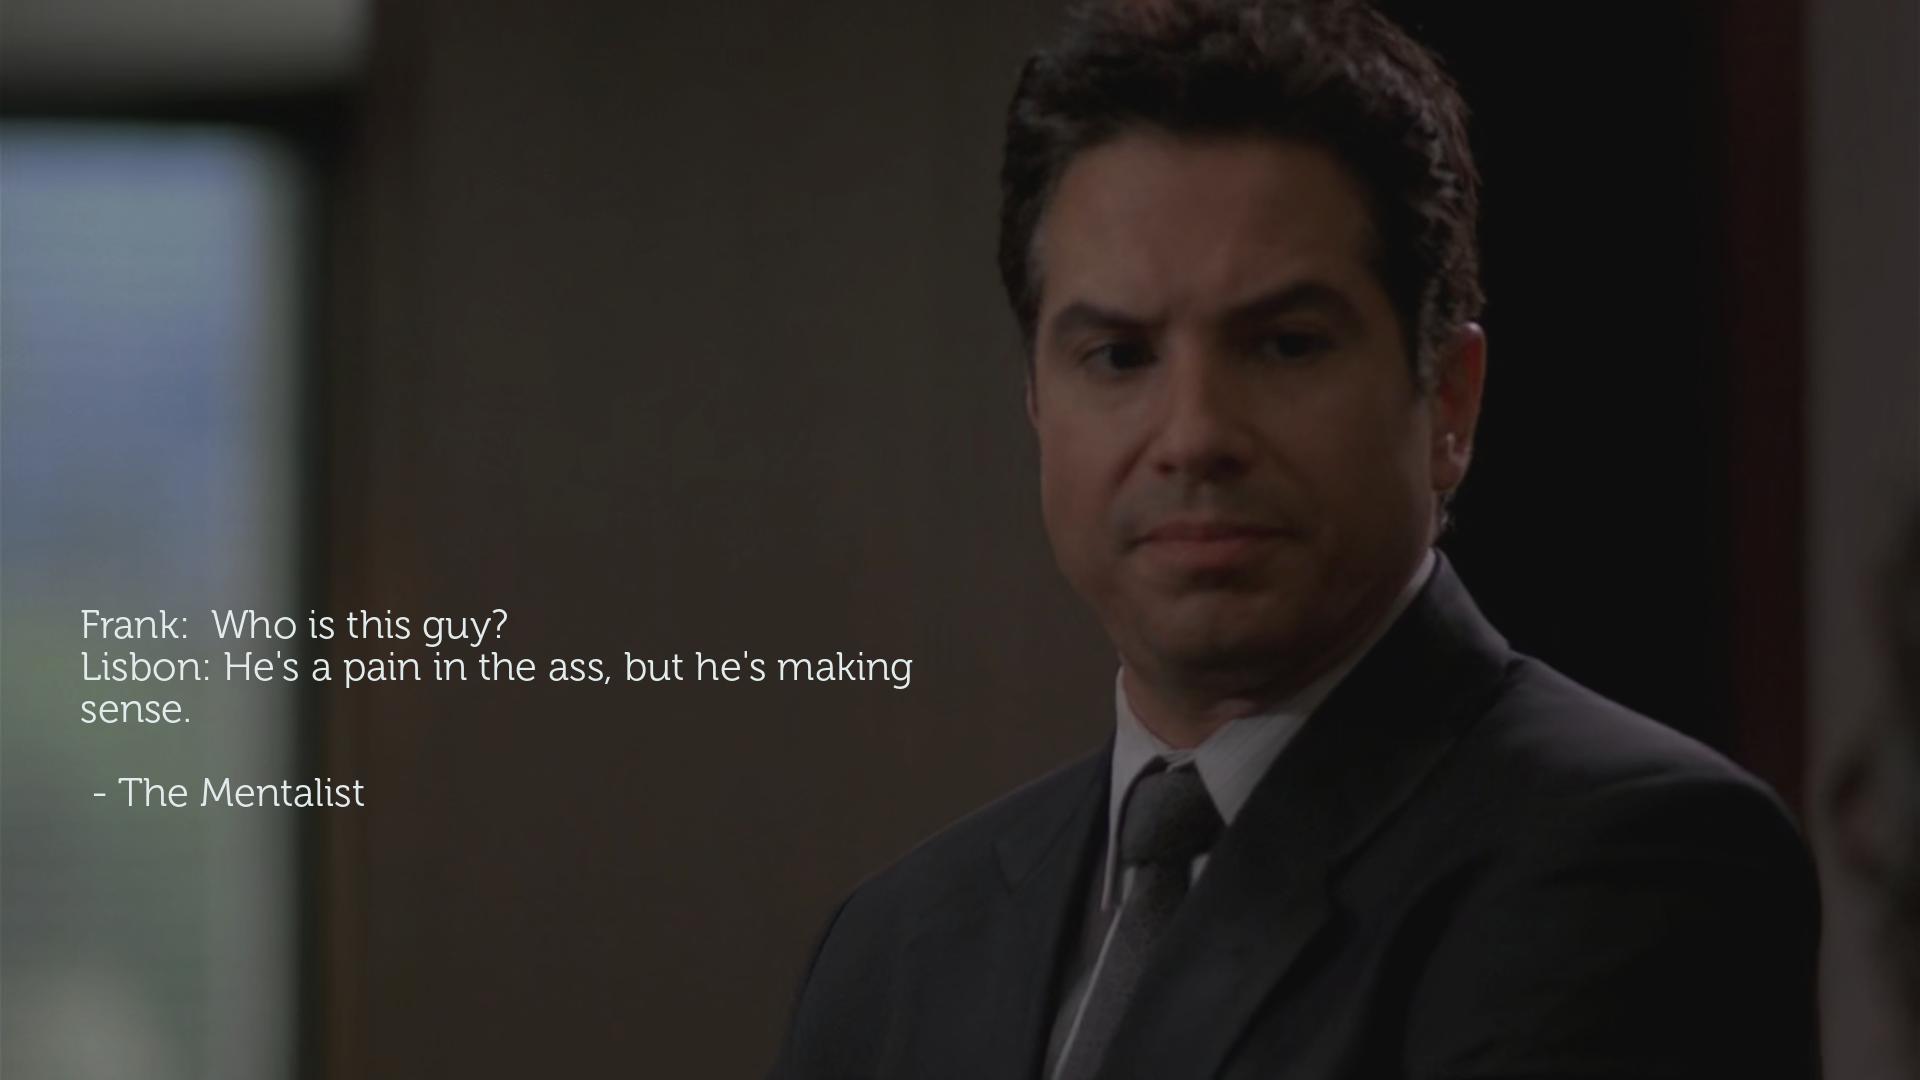 Frank:  Who is this guy?
Lisbon: He's a pain in the ass, but he's making
sense.
- The Mentalist